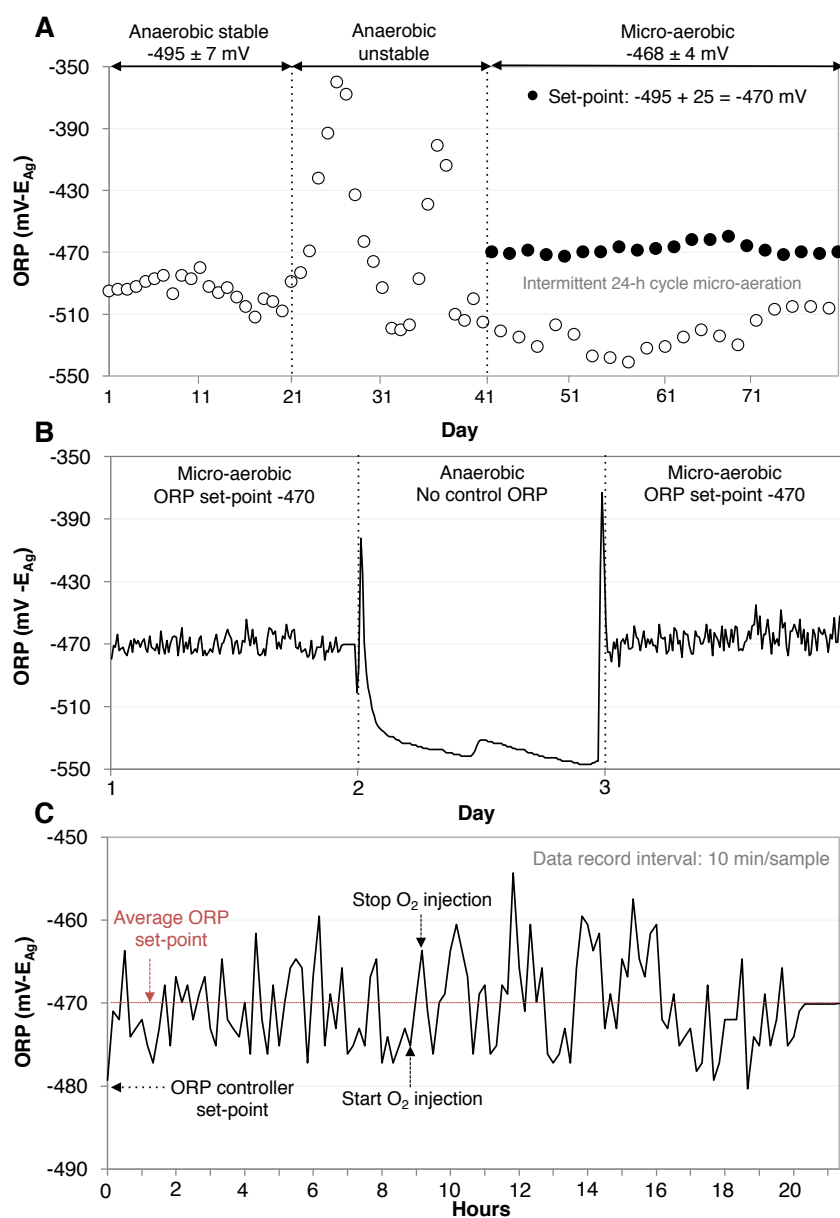 A
Anaerobic stable
-495 ± 7 mV
Anaerobic
unstable
Micro-aerobic
-468 ± 4 mV
Set-point: -495 + 25 = -470 mV
Intermittent 24-h cycle micro-aeration
ORP (mV-EAg)
-350
-390
-430
-470
-510
-550
1 11 21 31 41 51 61 71
Day
B
Micro-aerobic
ORP set-point -470
Anaerobic
No control ORP
Micro-aerobic
ORP set-point -470
ORP (mV -EAg)
-350
-390
-430
-470
-510
-550
1 2 3
Day
C
Data record interval: 10 min/sample
Average ORP
set-point
Stop O2 injection
Start O2 injection
ORP controller
set-point
ORP (mV-EAg)
-450
-460
-470
-480
-490
0 2 4 6 8 10 12 14 16 18 20
Hours